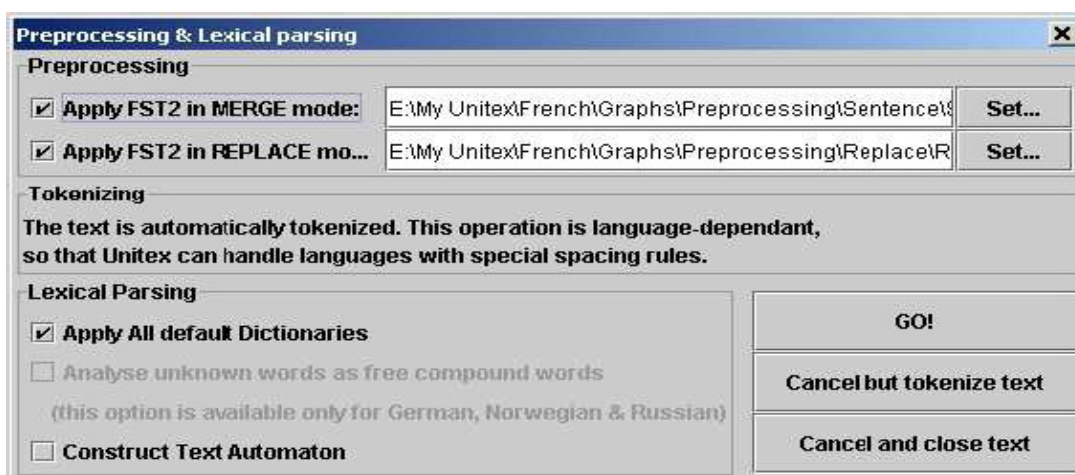 Preprocessing & Lexical parsing
Preprocessing
Apply FST2 in MERGE mode: E:\My Unitex\French\Graphs\Preprocessing\Sentence\S Set...
Apply FST2 in REPLACE mo... E:\My Unitex\French\Graphs\Preprocessing\Replace\R Set...
Tokenizing
The text is automatically tokenized. This operation is language-dependant,
so that Unitex can handle languages with special spacing rules.
Lexical Parsing
Apply All default Dictionaries
Analyse unknown words as free compound words
(this option is available only for German, Norwegian & Russian)
Construct Text Automaton
GO!
Cancel but tokenize text
Cancel and close text